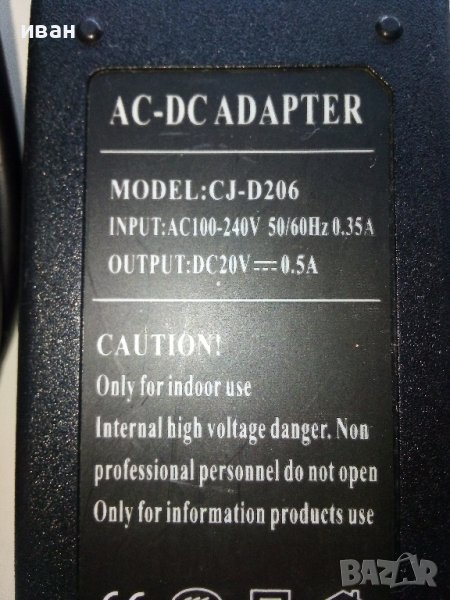 иван
AC-DC ADAPTER
MODEL:CJ-D206
INPUT:AC100-240V 50/60Hz 0.35A
OUTPUT:DC20V⎓0.5A
CAUTION!
Only for indoor use
Internal high voltage danger. Non
professional personnel do not open
Only for information products use
BAZAR